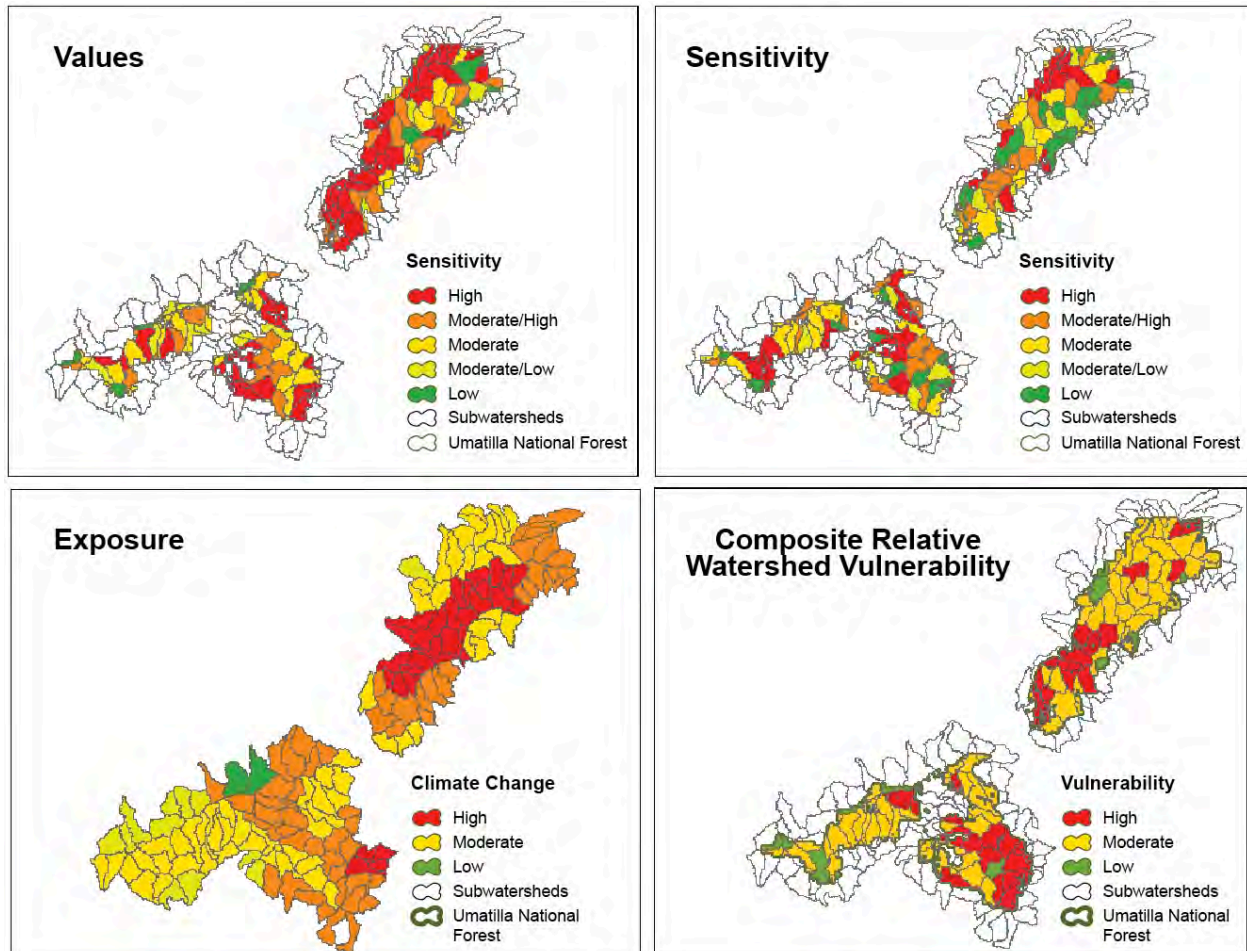 Values
Sensitivity
High
Moderate/High
Moderate
Moderate/Low
Low
Subwatersheds
Umatilla National Forest
Sensitivity
Sensitivity
High
Moderate/High
Moderate
Moderate/Low
Low
Subwatersheds
Umatilla National Forest
Exposure
Climate Change
High
Moderate
Low
Subwatersheds
Umatilla National
Forest
Composite Relative
Watershed Vulnerability
Vulnerability
High
Moderate
Low
Subwatersheds
Umatilla National
Forest